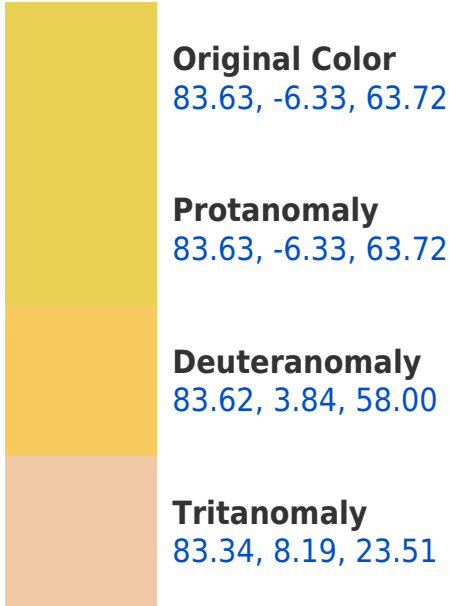 Original Color
83.63, -6.33, 63.72
Protanomaly
83.63, -6.33, 63.72
Deuteranomaly
83.62, 3.84, 58.00
Tritanomaly
83.34, 8.19, 23.51